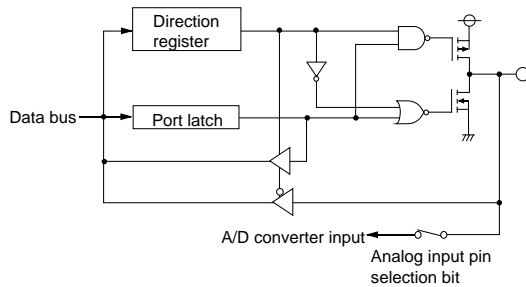 Direction
register
Data bus
Port latch
A/D converter input
Analog input pin
selection bit